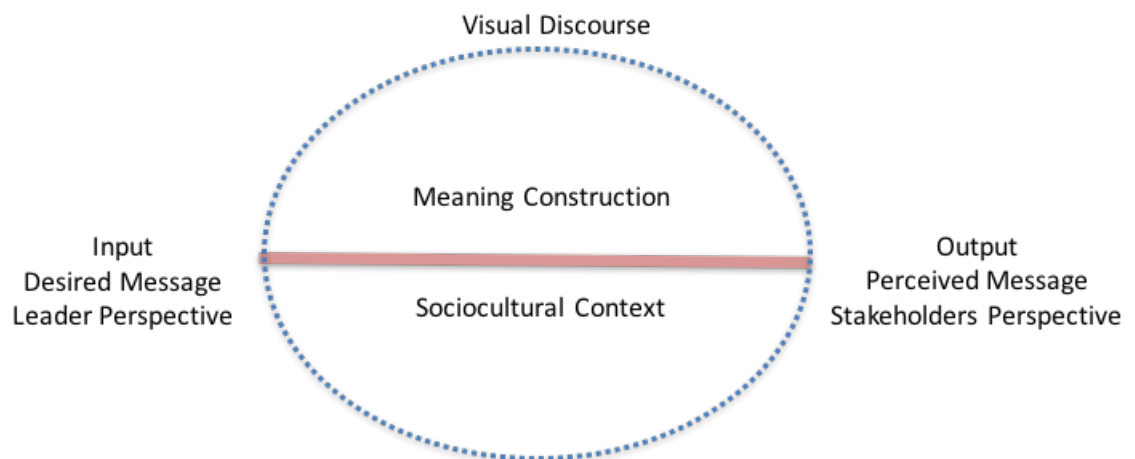 Visual Discourse
Meaning Construction
Input
Desired Message
Leader Perspective
Sociocultural Context
Output
Perceived Message
Stakeholders Perspective